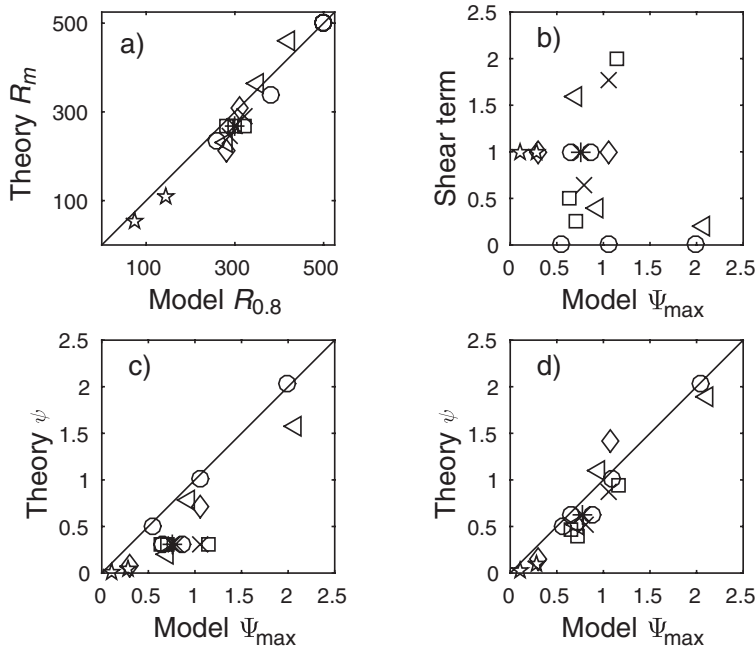 a)
Theory R_m
500
300
100
100 300 500
Model R_0.8
b)
Shear term
2.5
2
1.5
1
0.5
0
0 0.5 1 1.5 2 2.5
Model Ψ_max
c)
Theory ψ
2.5
2
1.5
1
0.5
0
0 0.5 1 1.5 2 2.5
Model Ψ_max
d)
Theory ψ
2.5
2
1.5
1
0.5
0
0 0.5 1 1.5 2 2.5
Model Ψ_max